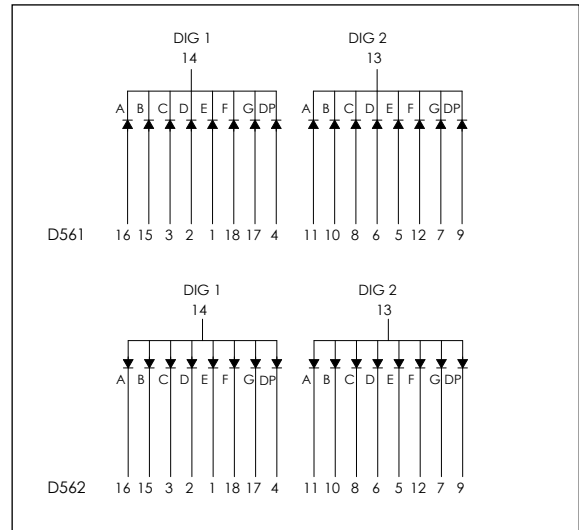 DIG 1 DIG 2
14 13
A B C D E F G DP A B C D E F G DP
D561 16 15 3 2 1 18 17 4 11 10 8 6 5 12 7 9
DIG 1 DIG 2
14 13
A B C D E F G DP A B C D E F G DP
D562 16 15 3 2 1 18 17 4 11 10 8 6 5 12 7 9